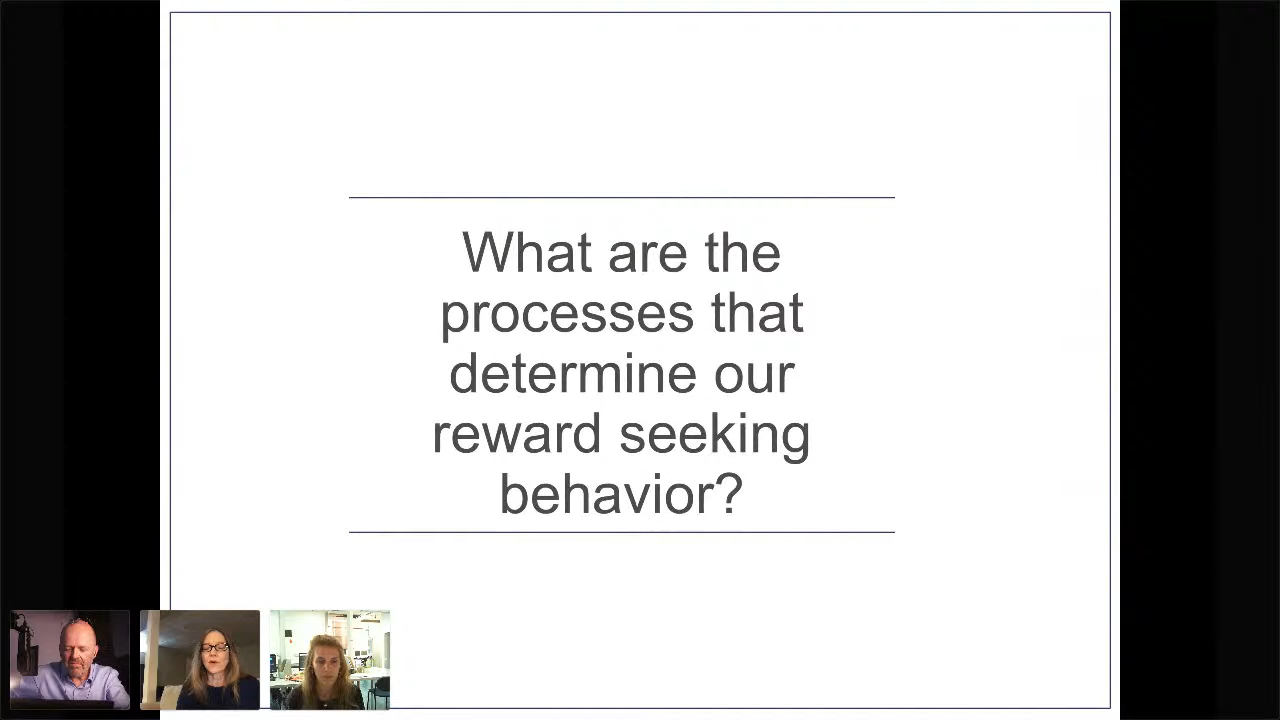 What are the
processes that
determine our
reward seeking
behavior?